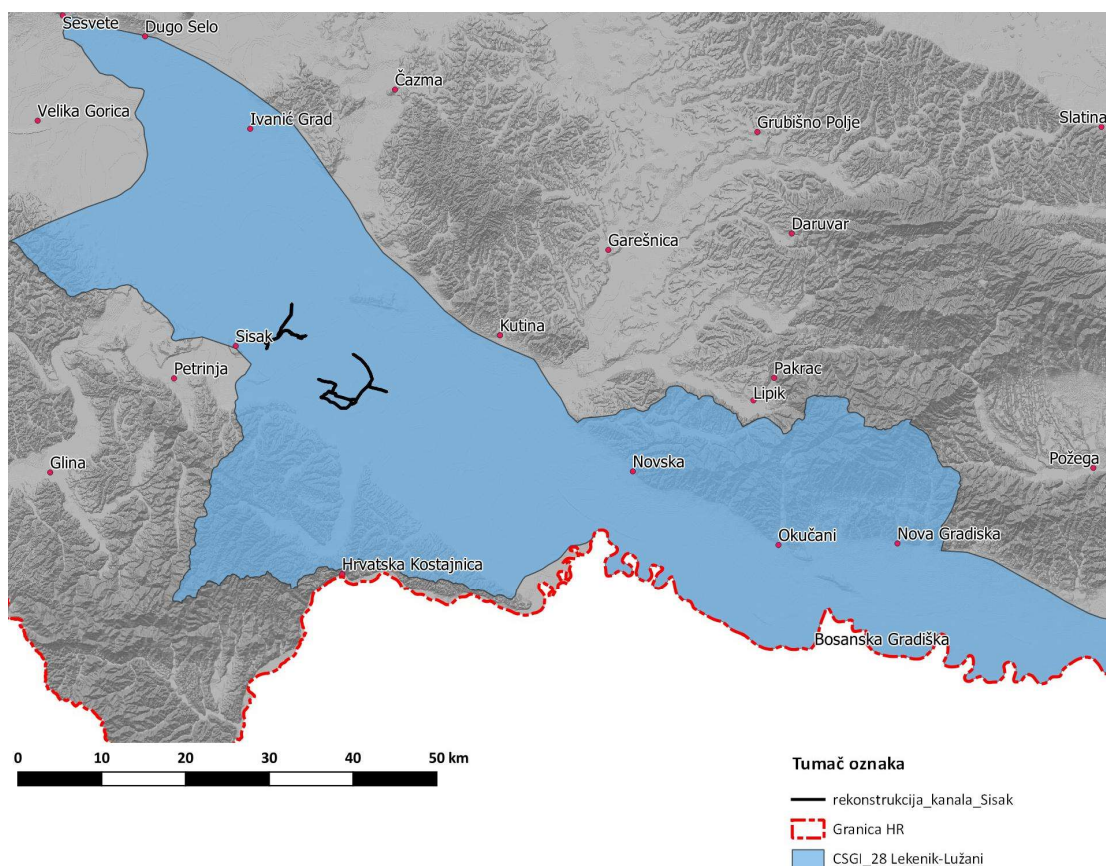 Sesvete
Dugo Selo
Čazma
Velika Gorica
Ivanić Grad
Grubišno Polje
Slatina
Daruvar
Garešnica
Kutina
Sisak
Petrinja
Pakrac
Lipik
Glina
Novska
Požega
Okučani
Nova Gradiska
Hrvatska Kostajnica
Bosanska Gradiška
0 10 20 30 40 50 km
Tumač oznaka
rekonstrukcija_kanala_Sisak
Granica HR
CSGI_28 Lekenik-Lužani